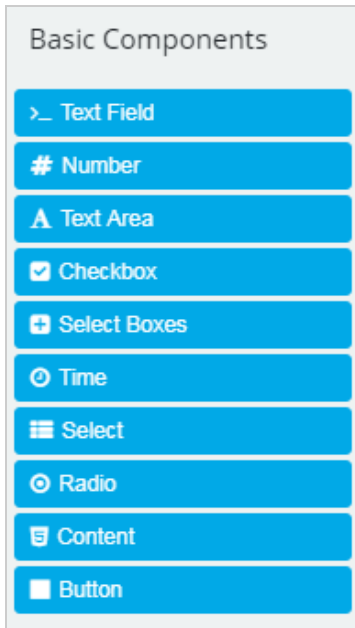 Basic Components
Text Field
Number
Text Area
Checkbox
Select Boxes
Time
Select
Radio
Content
Button